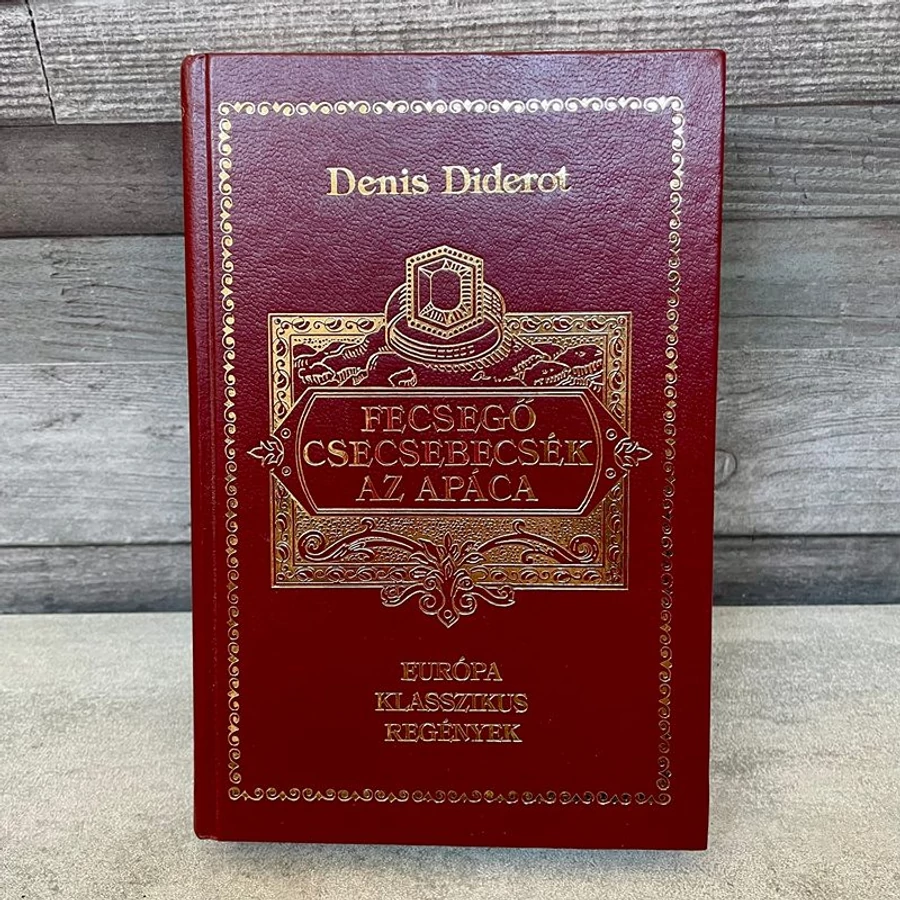 Denis Diderot
FECSEGŐ
CSECSEBECSÉK
AZ APÁCA
EURÓPA
KLASSZIKUS
REGÉNYEK